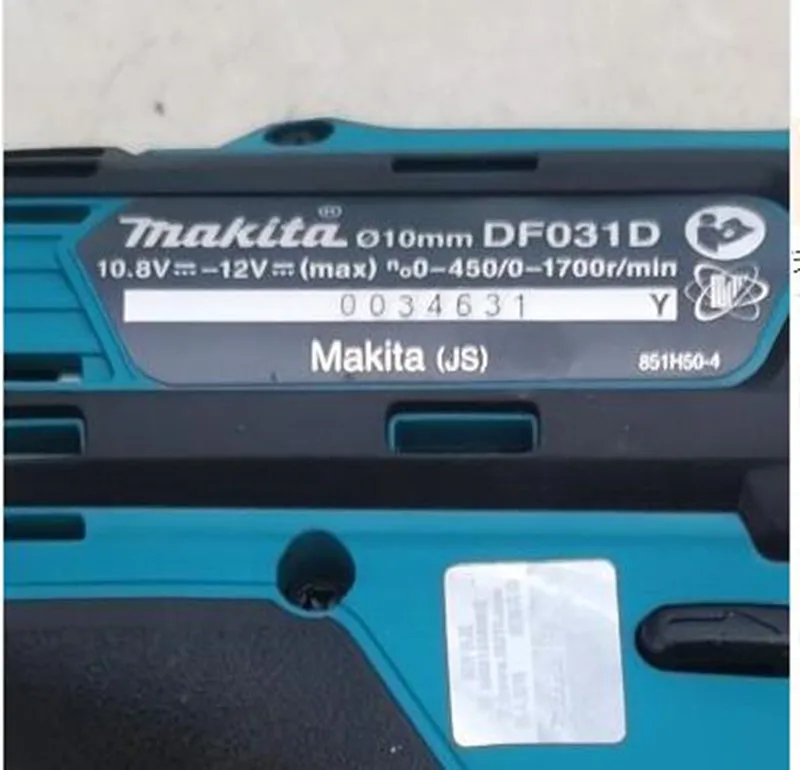 makita® Ø10mm DF031D
10.8V⎓-12V⎓(max) n₀0-450/0-1700r/min
0034631 Y
Makita (JS) 851H50-4